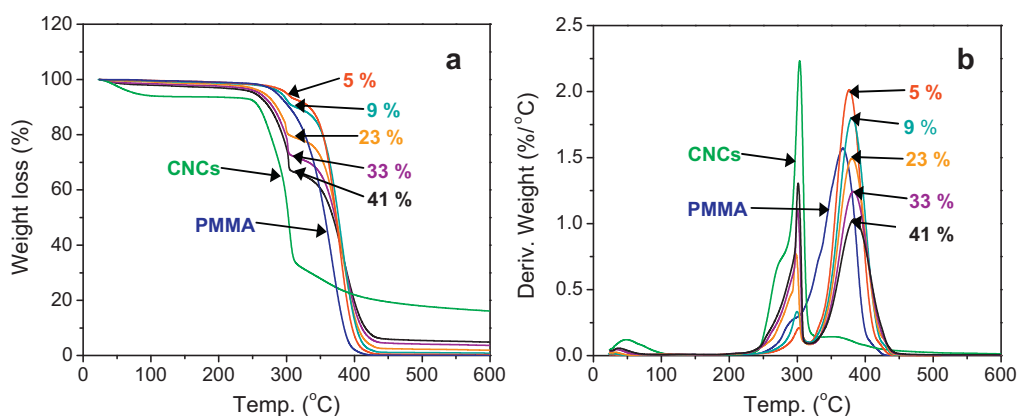 a
Weight loss (%)
120
100
80
60
40
20
0
0 100 200 300 400 500 600
Temp. (°C)
5 %
9 %
23 %
33 %
41 %
CNCs
PMMA
b
Deriv. Weight (%/°C)
2.5
2.0
1.5
1.0
0.5
0.0
0 100 200 300 400 500 600
Temp. (°C)
5 %
9 %
23 %
33 %
41 %
CNCs
PMMA